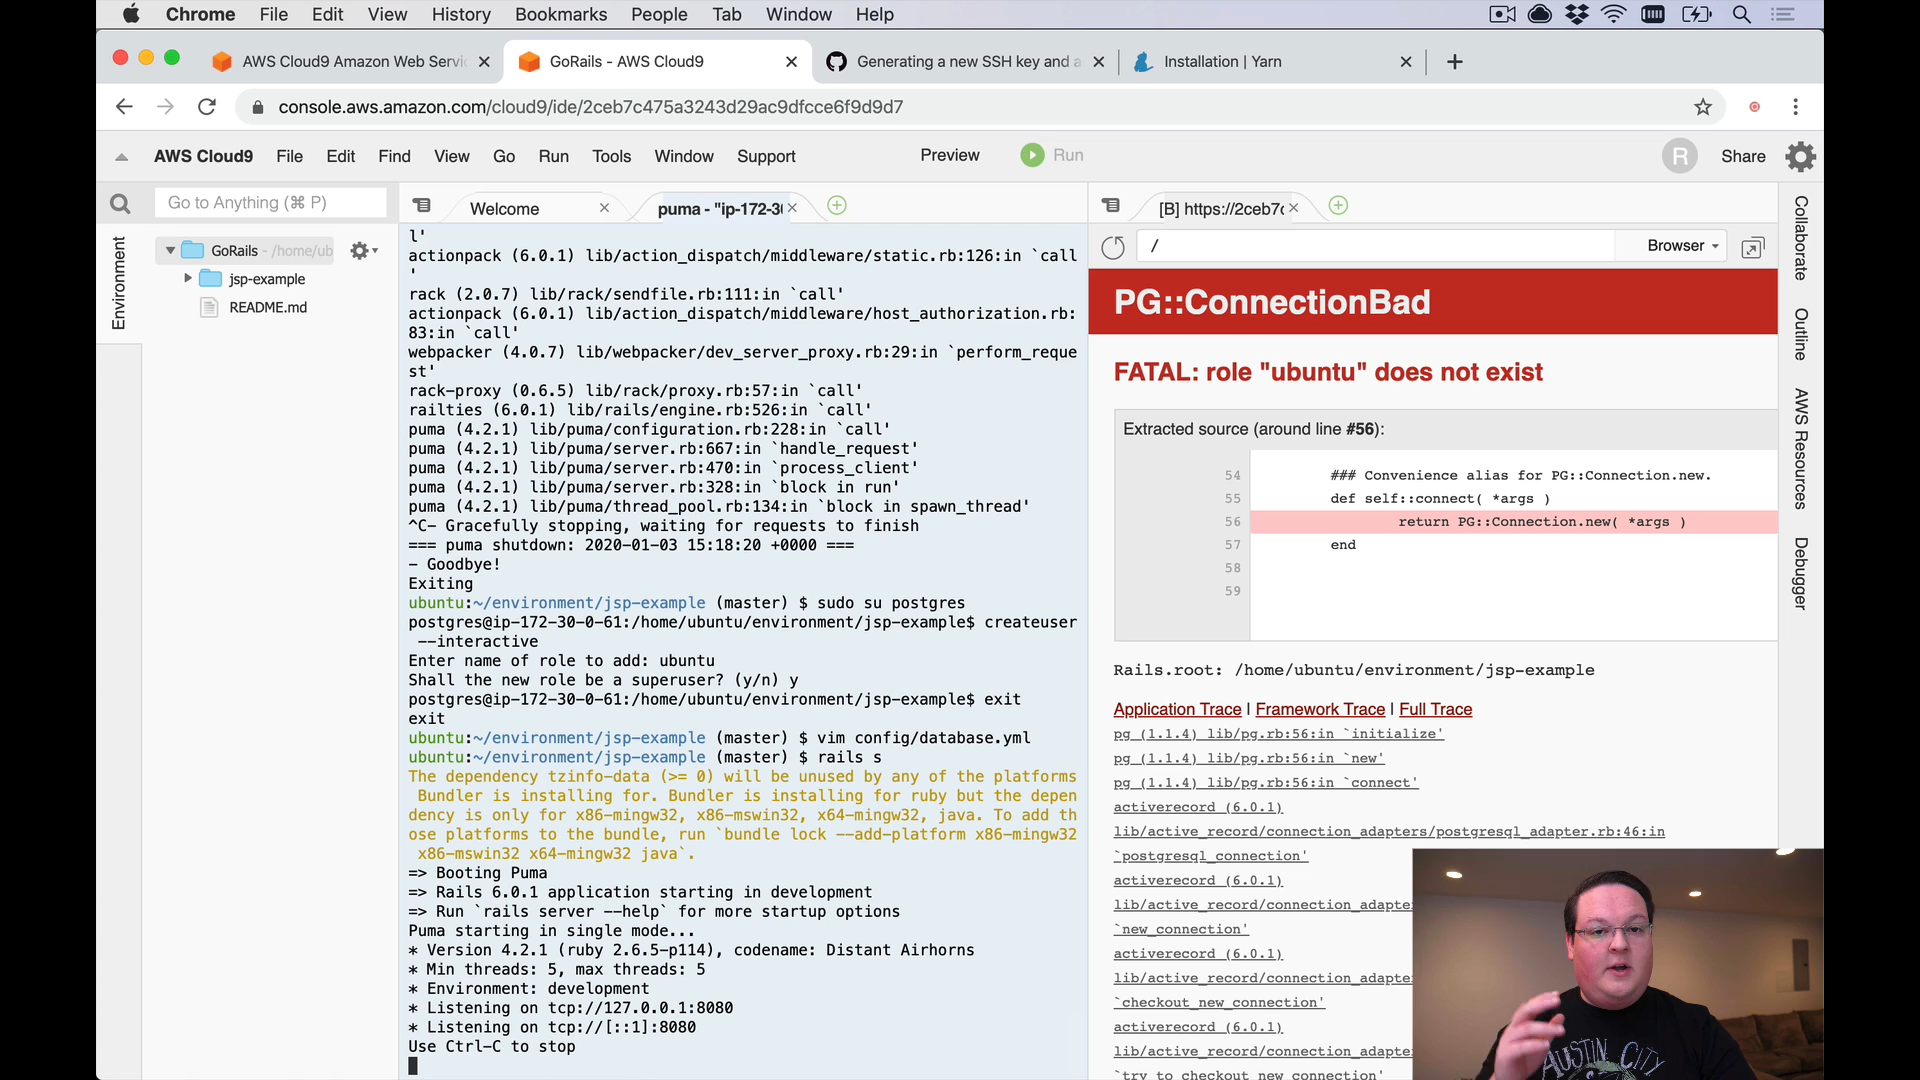 Chrome File Edit View History Bookmarks People Tab Window Help
AWS Cloud9 Amazon Web Servi
GoRails - AWS Cloud9
Generating a new SSH key and a
Installation | Yarn
console.aws.amazon.com/cloud9/ide/2ceb7c475a3243d29ac9dfcce6f9d9d7
AWS Cloud9 File Edit Find View Go Run Tools Window Support Preview Run R Share
Go to Anything (⌘ P)
Environment
GoRails - /home/ub
jsp-example
README.md
Welcome
puma - "ip-172-30
l'
actionpack (6.0.1) lib/action_dispatch/middleware/static.rb:126:in `call
'
rack (2.0.7) lib/rack/sendfile.rb:111:in `call'
actionpack (6.0.1) lib/action_dispatch/middleware/host_authorization.rb:
83:in `call'
webpacker (4.0.7) lib/webpacker/dev_server_proxy.rb:29:in `perform_reque
st'
rack-proxy (0.6.5) lib/rack/proxy.rb:57:in `call'
railties (6.0.1) lib/rails/engine.rb:526:in `call'
puma (4.2.1) lib/puma/configuration.rb:228:in `call'
puma (4.2.1) lib/puma/server.rb:667:in `handle_request'
puma (4.2.1) lib/puma/server.rb:470:in `process_client'
puma (4.2.1) lib/puma/server.rb:328:in `block in run'
puma (4.2.1) lib/puma/thread_pool.rb:134:in `block in spawn_thread'
^C- Gracefully stopping, waiting for requests to finish
=== puma shutdown: 2020-01-03 15:18:20 +0000 ===
- Goodbye!
Exiting
ubuntu:~/environment/jsp-example (master) $ sudo su postgres
postgres@ip-172-30-0-61:/home/ubuntu/environment/jsp-example$ createuser
--interactive
Enter name of role to add: ubuntu
Shall the new role be a superuser? (y/n) y
postgres@ip-172-30-0-61:/home/ubuntu/environment/jsp-example$ exit
exit
ubuntu:~/environment/jsp-example (master) $ vim config/database.yml
ubuntu:~/environment/jsp-example (master) $ rails s
The dependency tzinfo-data (>= 0) will be unused by any of the platforms
Bundler is installing for. Bundler is installing for ruby but the depen
dency is only for x86-mingw32, x86-mswin32, x64-mingw32, java. To add th
ose platforms to the bundle, run `bundle lock --add-platform x86-mingw32
x86-mswin32 x64-mingw32 java`.
=> Booting Puma
=> Rails 6.0.1 application starting in development
=> Run `rails server --help` for more startup options
Puma starting in single mode...
* Version 4.2.1 (ruby 2.6.5-p114), codename: Distant Airhorns
* Min threads: 5, max threads: 5
* Environment: development
* Listening on tcp://127.0.0.1:8080
* Listening on tcp://[::1]:8080
Use Ctrl-C to stop
[B] https://2ceb7c
/
Browser
PG::ConnectionBad
FATAL: role "ubuntu" does not exist
Extracted source (around line #56):
54 ### Convenience alias for PG::Connection.new.
55 def self::connect( *args )
56 return PG::Connection.new( *args )
57 end
58
59
Rails.root: /home/ubuntu/environment/jsp-example
Application Trace | Framework Trace | Full Trace
pg (1.1.4) lib/pg.rb:56:in `initialize'
pg (1.1.4) lib/pg.rb:56:in `new'
pg (1.1.4) lib/pg.rb:56:in `connect'
activerecord (6.0.1)
lib/active_record/connection_adapters/postgresql_adapter.rb:46:in
`postgresql_connection'
activerecord (6.0.1)
lib/active_record/connection_adapter
`new_connection'
activerecord (6.0.1)
lib/active_record/connection_adapter
`checkout_new_connection'
activerecord (6.0.1)
lib/active_record/connection_adapter
`try_to_checkout_new_connection'
Collaborate
Outline
AWS Resources
Debugger
AUSTIN CITY